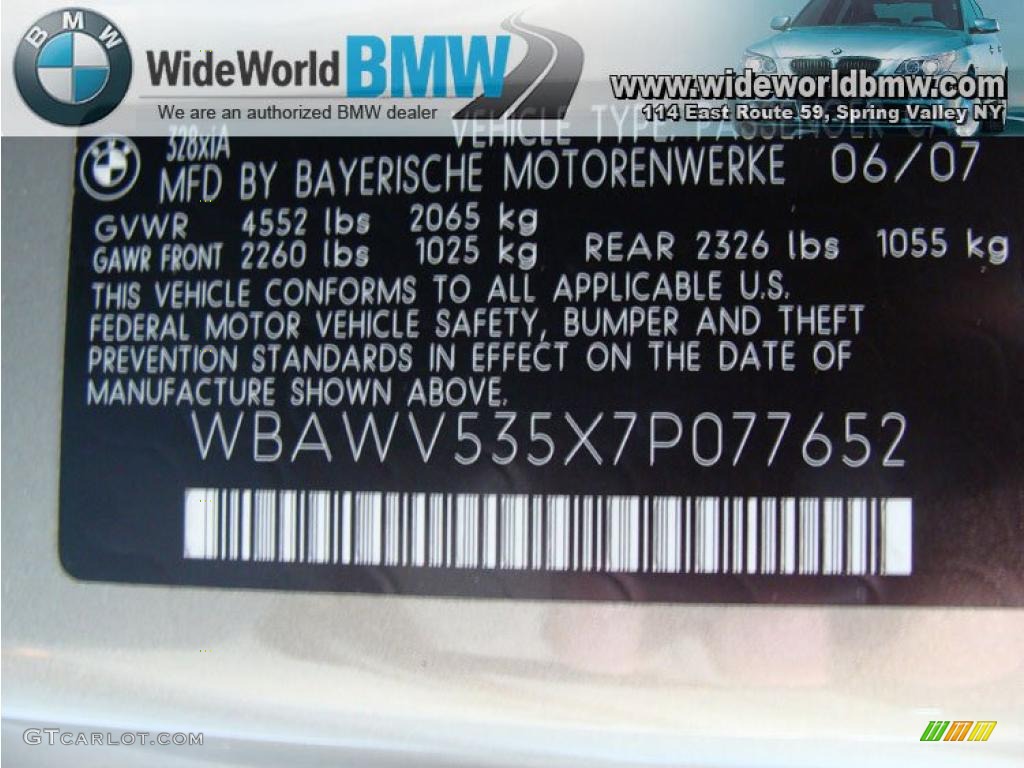 BMW
WideWorld BMW
We are an authorized BMW dealer
www.wideworldbmw.com
114 East Route 59, Spring Valley NY
328xiA VEHICLE TYPE: PASSENGER
MFD BY BAYERISCHE MOTORENWERKE 06/07
GVWR 4552 lbs 2065 kg
GAWR FRONT 2260 lbs 1025 kg REAR 2326 lbs 1055 kg
THIS VEHICLE CONFORMS TO ALL APPLICABLE U.S.
FEDERAL MOTOR VEHICLE SAFETY, BUMPER AND THEFT
PREVENTION STANDARDS IN EFFECT ON THE DATE OF
MANUFACTURE SHOWN ABOVE.
WBAWV535X7P077652
GTCARLOT.COM